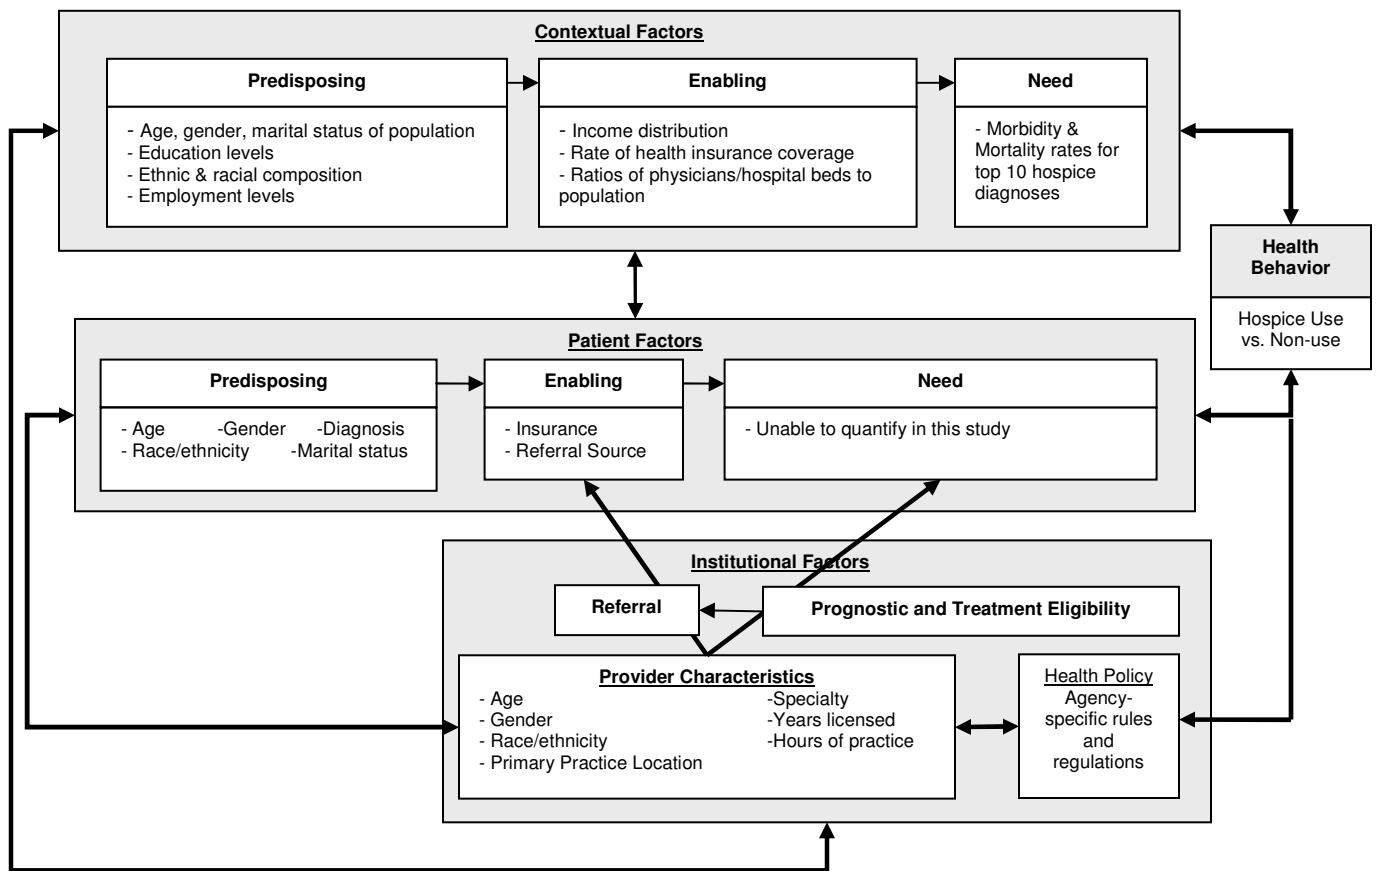 Contextual Factors
Predisposing
- Age, gender, marital status of population
- Education levels
- Ethnic & racial composition
- Employment levels
Enabling
- Income distribution
- Rate of health insurance coverage
- Ratios of physicians/hospital beds to
population
Need
- Morbidity &
Mortality rates for
top 10 hospice
diagnoses
Health
Behavior
Hospice Use
vs. Non-use
Patient Factors
Predisposing
- Age -Gender -Diagnosis
- Race/ethnicity -Marital status
Enabling
- Insurance
- Referral Source
Need
- Unable to quantify in this study
Institutional Factors
Referral
Prognostic and Treatment Eligibility
Provider Characteristics
- Age
- Gender
- Race/ethnicity
- Primary Practice Location
-Specialty
-Years licensed
-Hours of practice
Health Policy
Agency-
specific rules
and
regulations